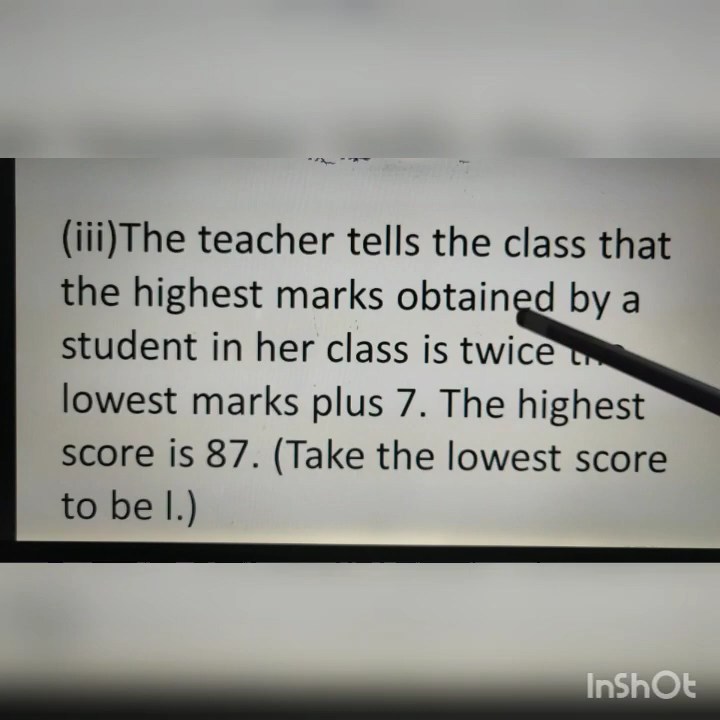 (iii)The teacher tells the class that
the highest marks obtained by a
student in her class is twice
lowest marks plus 7. The highest
score is 87. (Take the lowest score
to be l.)
InShOt